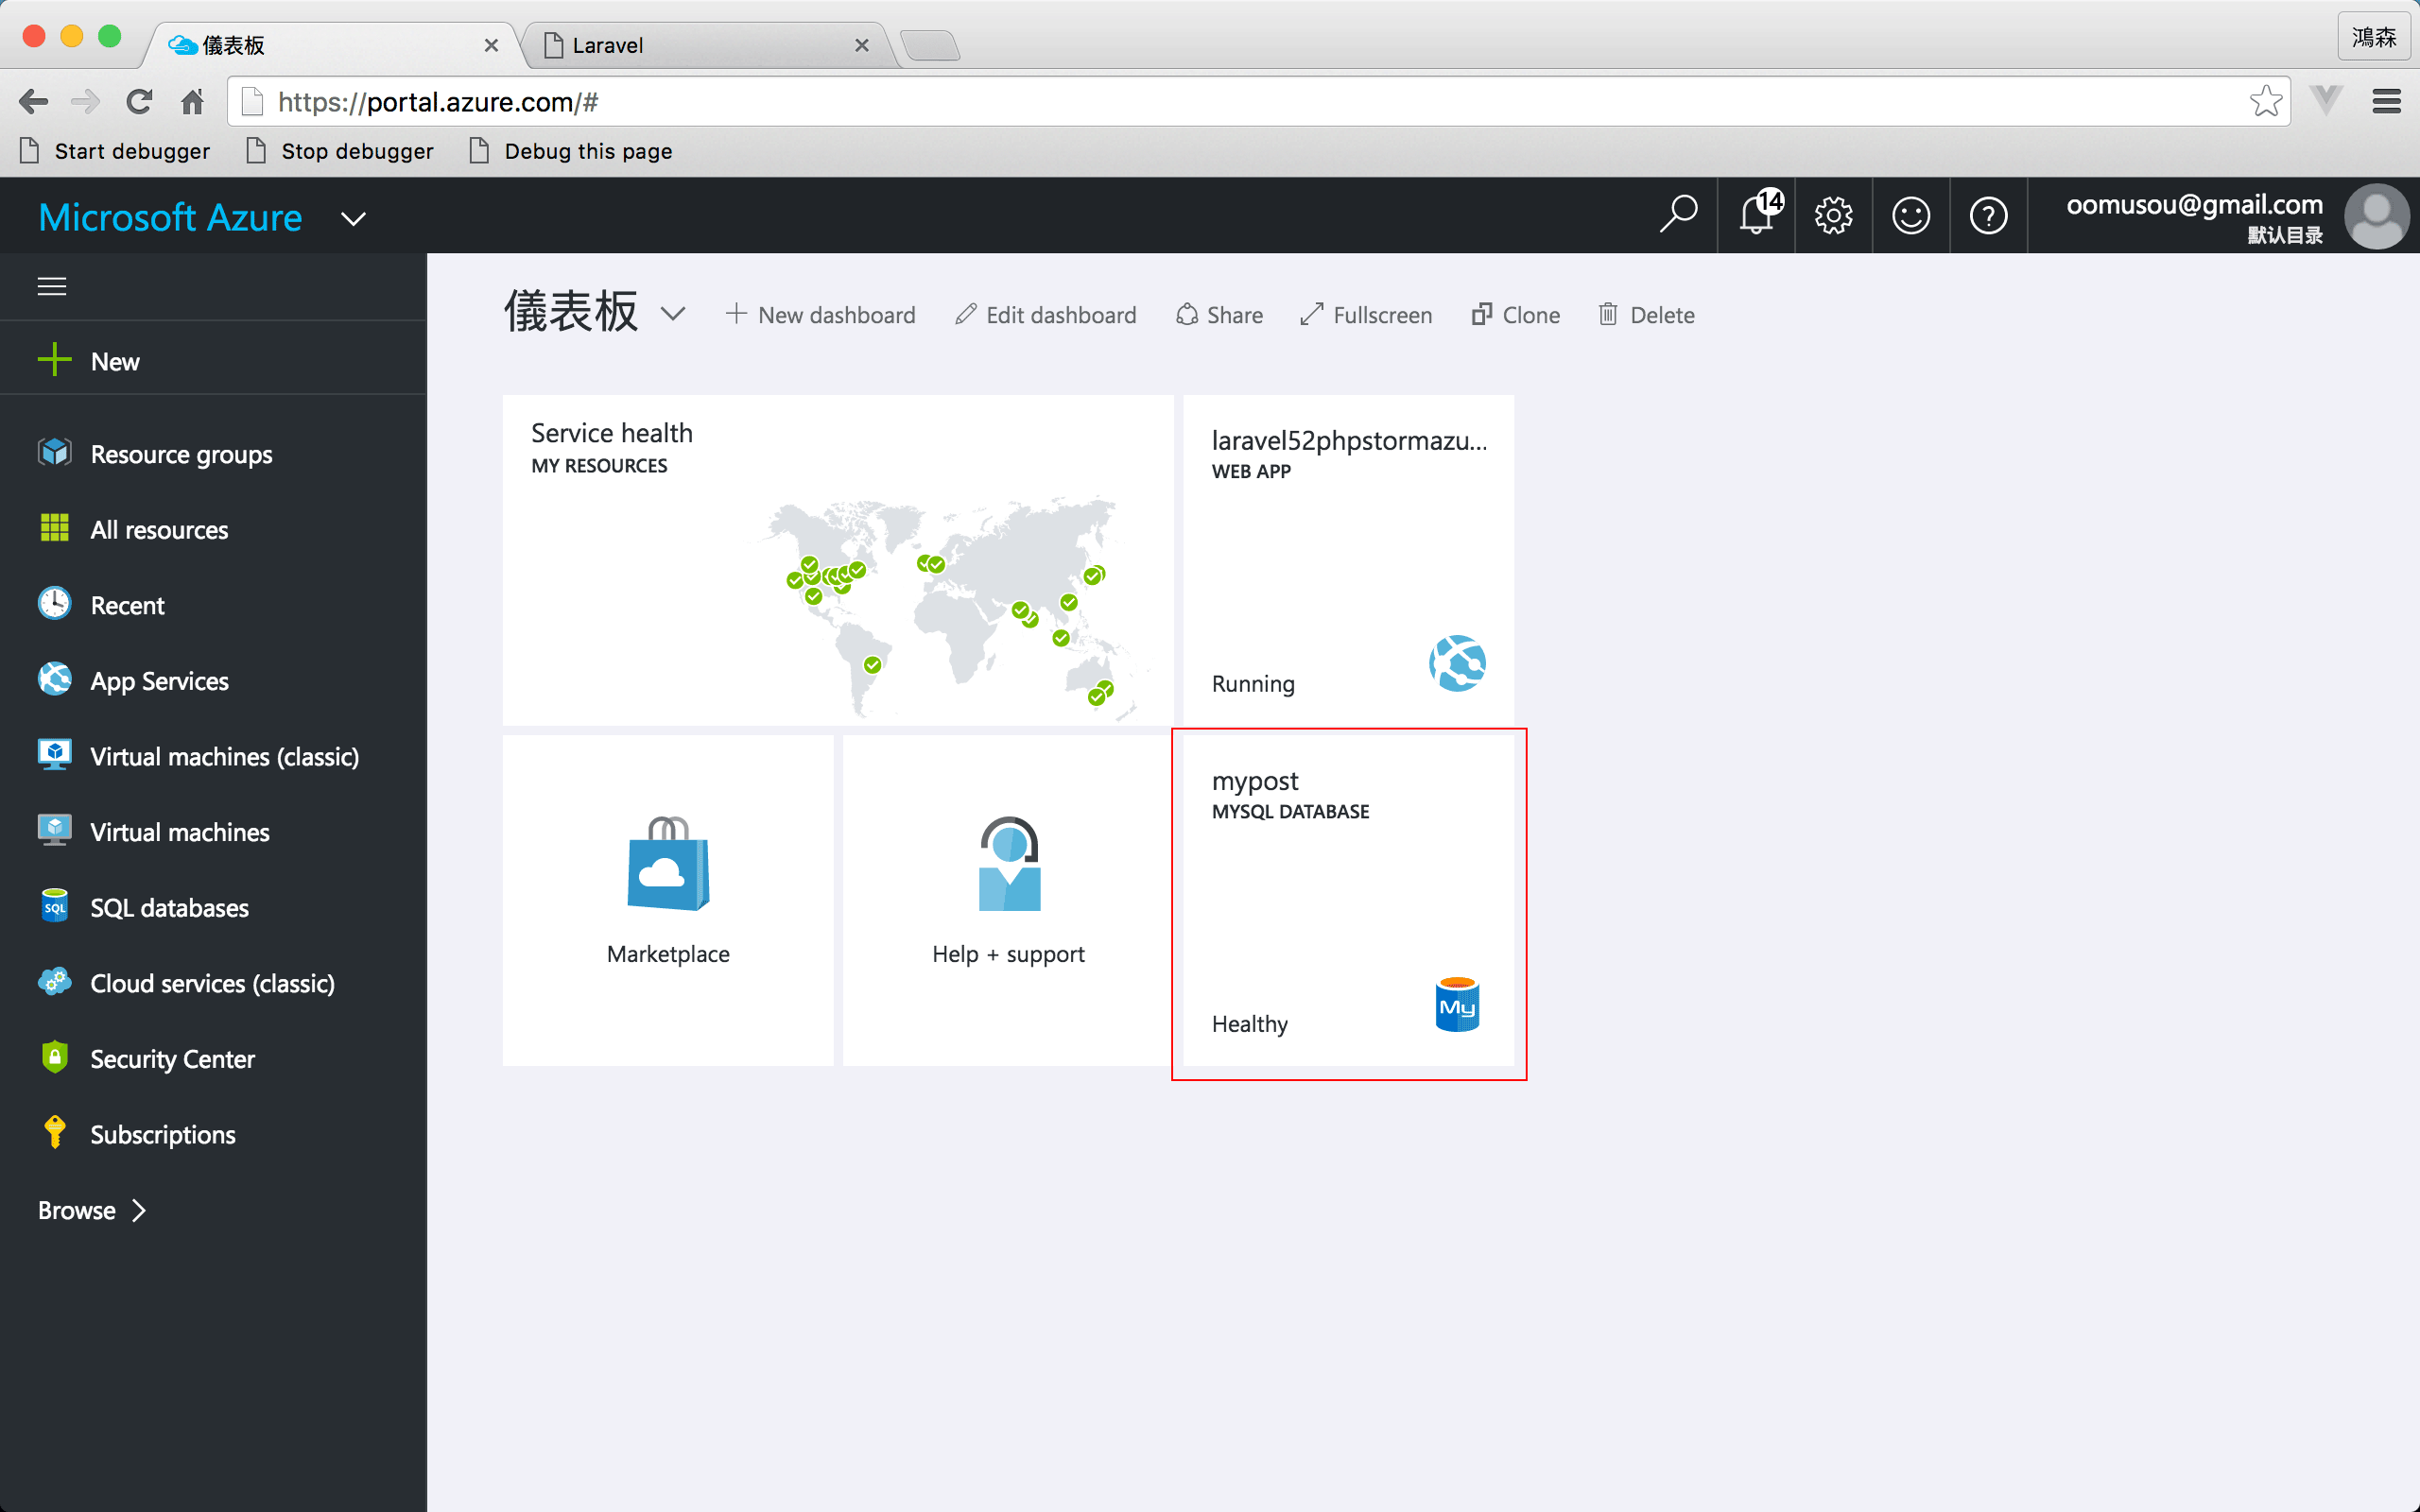 儀表板
Laravel
鴻森
https://portal.azure.com/#
Start debugger
Stop debugger
Debug this page
Microsoft Azure
14
oomusou@gmail.com
默认目录
New
Resource groups
All resources
Recent
App Services
Virtual machines (classic)
Virtual machines
SQL
SQL databases
Cloud services (classic)
Security Center
Subscriptions
Browse
儀表板
New dashboard
Edit dashboard
Share
Fullscreen
Clone
Delete
Service health
MY RESOURCES
laravel52phpstormazu...
WEB APP
Running
Marketplace
Help + support
mypost
MYSQL DATABASE
Healthy
My